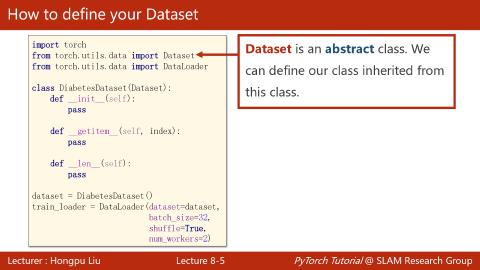 How to define your Dataset
import torch
from torch.utils.data import Dataset
from torch.utils.data import DataLoader
class DiabetesDataset(Dataset):
    def __init__(self):
        pass
    def __getitem__(self, index):
        pass
    def __len__(self):
        pass
dataset = DiabetesDataset()
train_loader = DataLoader(dataset=dataset,
                          batch_size=32,
                          shuffle=True,
                          num_workers=2)
Dataset is an abstract class. We
can define our class inherited from
this class.
Lecturer : Hongpu Liu
Lecture 8-5
PyTorch Tutorial @ SLAM Research Group